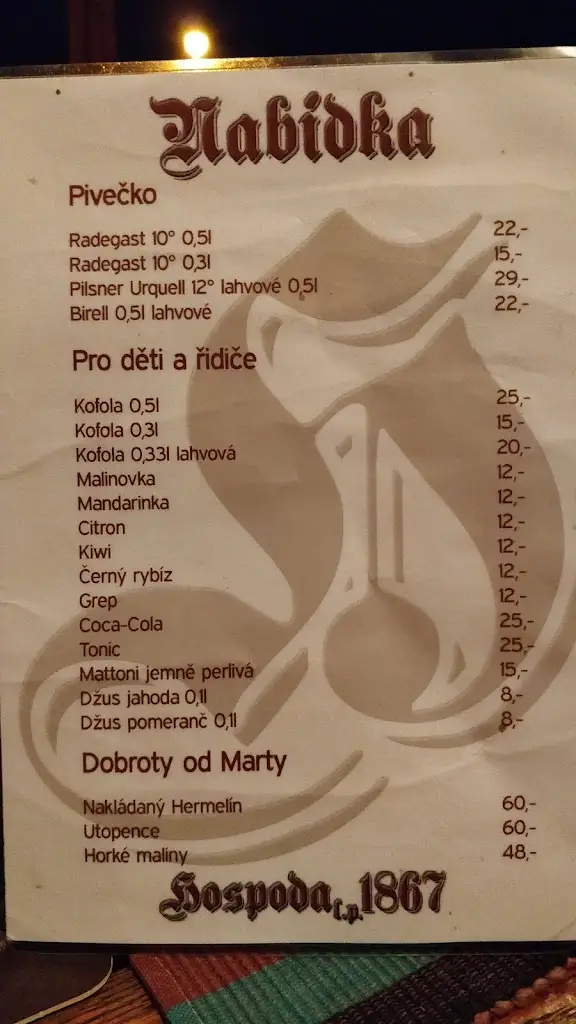 Nabídka
Pivečko
Radegast 10° 0,5l 22,-
Radegast 10° 0,3l 15,-
Pilsner Urquell 12° lahvové 0,5l 29,-
Birell 0,5l lahvové 22,-
Pro děti a řidiče
Kofola 0,5l 25,-
Kofola 0,3l 15,-
Kofola 0,33l lahvová 20,-
Malinovka 12,-
Mandarinka 12,-
Citron 12,-
Kiwi 12,-
Černý rybíz 12,-
Grep 12,-
Coca-Cola 25,-
Tonic 25,-
Mattoni jemně perlivá 15,-
Džus jahoda 0,1l 8,-
Džus pomeranč 0,1l 8,-
Dobroty od Marty
Nakládaný Hermelín 60,-
Utopence 60,-
Horké maliny 48,-
Hospoda č.p.1867